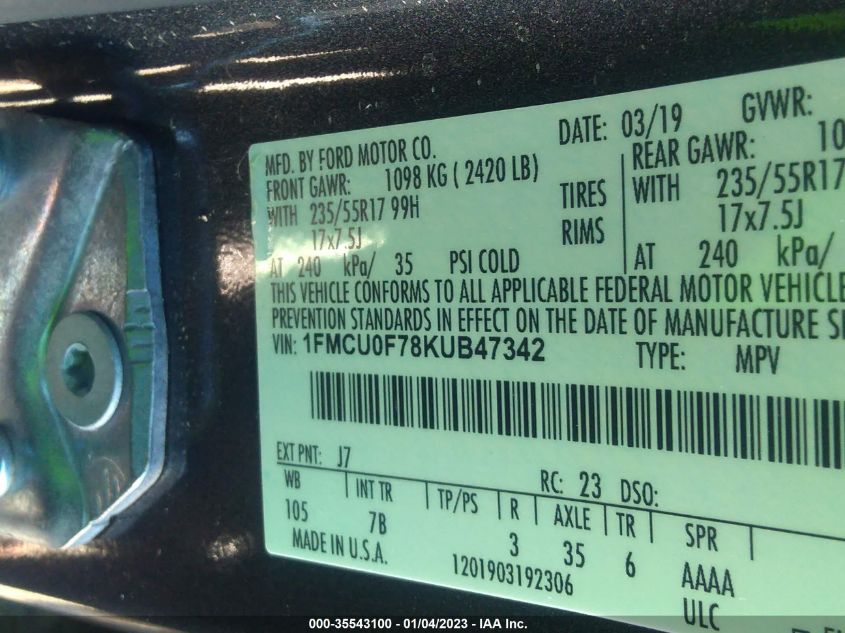 MFD. BY FORD MOTOR CO. DATE: 03/19 GVWR:
FRONT GAWR: 1098 KG ( 2420 LB) REAR GAWR: 10
WITH 235/55R17 99H TIRES WITH 235/55R17
17x7.5J RIMS 17x7.5J
AT 240 kPa/ 35 PSI COLD AT 240 kPa/
THIS VEHICLE CONFORMS TO ALL APPLICABLE FEDERAL MOTOR VEHICLE
PREVENTION STANDARDS IN EFFECT ON THE DATE OF MANUFACTURE S
VIN: 1FMCU0F78KUB47342 TYPE: MPV
EXT PNT: J7 RC: 23 DSO:
WB INT TR TP/PS R AXLE TR SPR
105 7B 3 35 6 AAAA
MADE IN U.S.A. 1201903192306 ULC
000-35543100 - 01/04/2023 - IAA Inc.